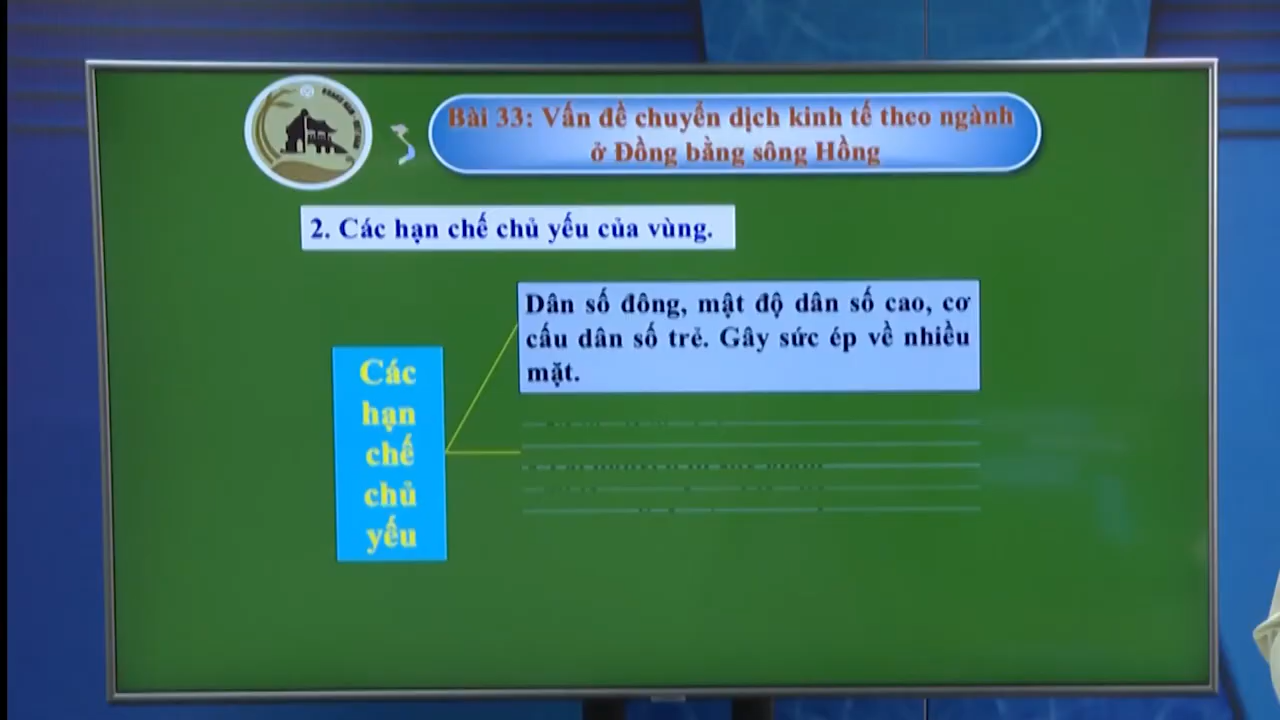 Bài 33: Vấn đề chuyển dịch kinh tế theo ngành
ở Đồng bằng sông Hồng
2. Các hạn chế chủ yếu của vùng.
Dân số đông, mật độ dân số cao, cơ
cấu dân số trẻ. Gây sức ép về nhiều
mặt.
Các
hạn
chế
chủ
yếu